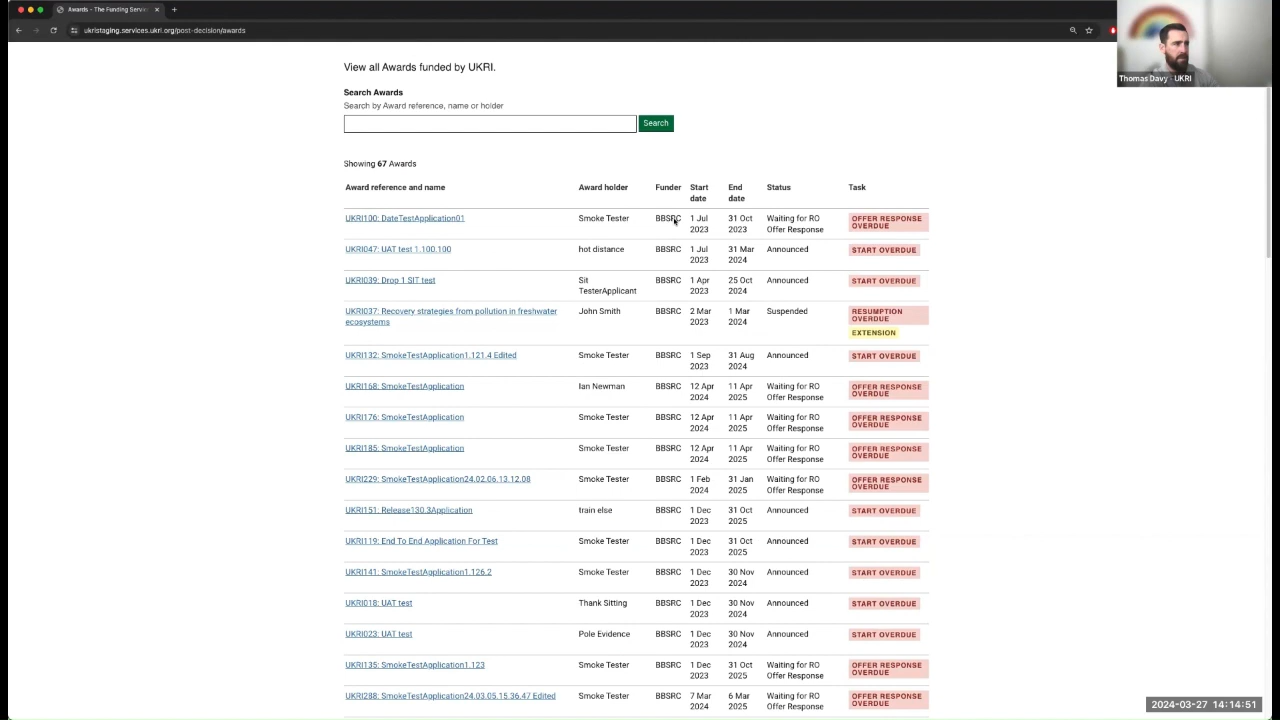 Awards – The Funding Servic
ukristaging.services.ukri.org/post-decision/awards
Thomas Davy - UKRI
View all Awards funded by UKRI.
Search Awards
Search by Award reference, name or holder
Search
Showing 67 Awards
Award reference and name Award holder Funder Start date End date Status Task
UKRI100: DateTestApplication01 Smoke Tester BBSRC 1 Jul 2023 31 Oct 2023 Waiting for RO Offer Response OFFER RESPONSE OVERDUE
UKRI047: UAT test 1.100.100 hot distance BBSRC 1 Jul 2023 31 Mar 2024 Announced START OVERDUE
UKRI039: Drop 1 SIT test Sit TesterApplicant BBSRC 1 Apr 2023 25 Oct 2024 Announced START OVERDUE
UKRI037: Recovery strategies from pollution in freshwater ecosystems John Smith BBSRC 2 Mar 2023 1 Mar 2024 Suspended RESUMPTION OVERDUE EXTENSION
UKRI132: SmokeTestApplication1.121.4 Edited Smoke Tester BBSRC 1 Sep 2023 31 Aug 2024 Announced START OVERDUE
UKRI168: SmokeTestApplication Ian Newman BBSRC 12 Apr 2024 11 Apr 2025 Waiting for RO Offer Response OFFER RESPONSE OVERDUE
UKRI176: SmokeTestApplication Smoke Tester BBSRC 12 Apr 2024 11 Apr 2025 Waiting for RO Offer Response OFFER RESPONSE OVERDUE
UKRI185: SmokeTestApplication Smoke Tester BBSRC 12 Apr 2024 11 Apr 2025 Waiting for RO Offer Response OFFER RESPONSE OVERDUE
UKRI229: SmokeTestApplication24.02.06.13.12.08 Smoke Tester BBSRC 1 Feb 2024 31 Jan 2025 Waiting for RO Offer Response OFFER RESPONSE OVERDUE
UKRI151: Release130.3Application train else BBSRC 1 Dec 2023 31 Oct 2025 Announced START OVERDUE
UKRI119: End To End Application For Test Smoke Tester BBSRC 1 Dec 2023 31 Oct 2025 Announced START OVERDUE
UKRI141: SmokeTestApplication1.126.2 Smoke Tester BBSRC 1 Dec 2023 30 Nov 2024 Announced START OVERDUE
UKRI018: UAT test Thank Sitting BBSRC 1 Dec 2023 30 Nov 2024 Announced START OVERDUE
UKRI023: UAT test Pole Evidence BBSRC 1 Dec 2023 30 Nov 2024 Announced START OVERDUE
UKRI135: SmokeTestApplication1.123 Smoke Tester BBSRC 1 Dec 2023 31 Oct 2025 Waiting for RO Offer Response OFFER RESPONSE OVERDUE
UKRI288: SmokeTestApplication24.03.05.15.36.47 Edited Smoke Tester BBSRC 7 Mar 2024 6 Mar 2025 Waiting for RO Offer Response OFFER RESPONSE OVERDUE
2024-03-27 14:14:51